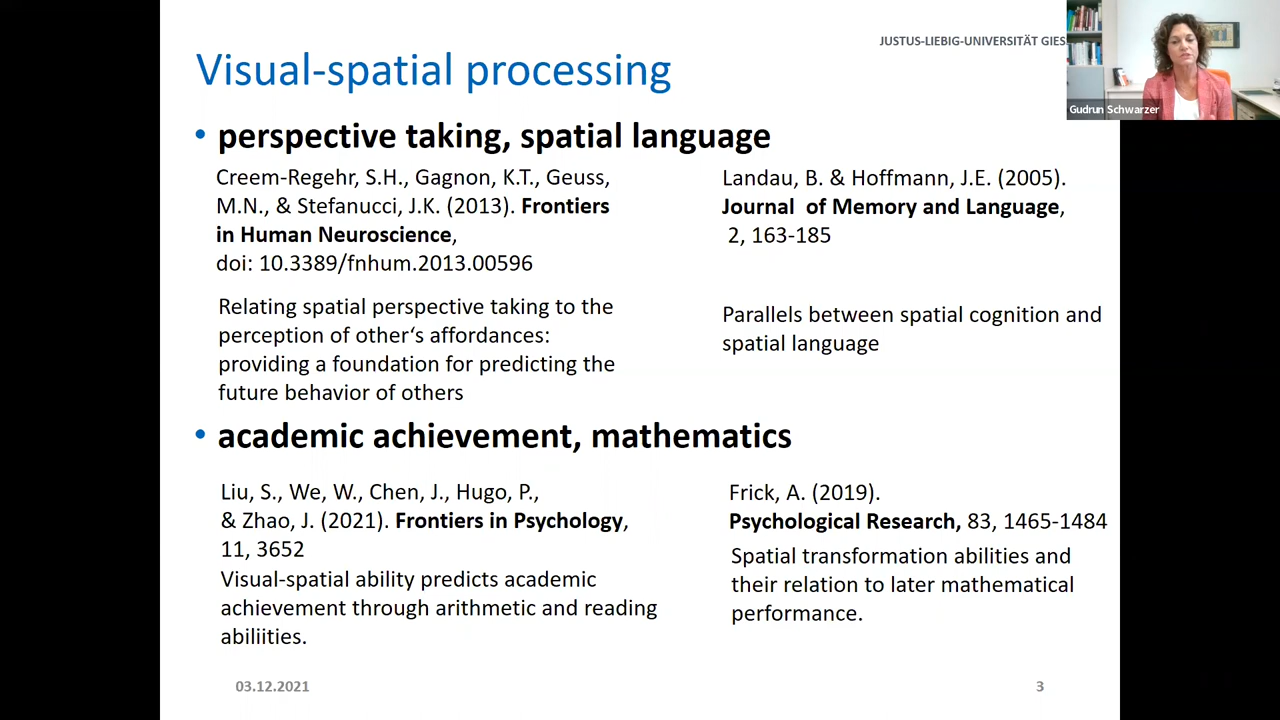 JUSTUS-LIEBIG-UNIVERSITÄT GIES
Gudrun Schwarzer
Visual-spatial processing
• perspective taking, spatial language
Creem-Regehr, S.H., Gagnon, K.T., Geuss,
M.N., & Stefanucci, J.K. (2013). Frontiers
in Human Neuroscience,
doi: 10.3389/fnhum.2013.00596
Relating spatial perspective taking to the
perception of other‘s affordances:
providing a foundation for predicting the
future behavior of others
Landau, B. & Hoffmann, J.E. (2005).
Journal of Memory and Language,
2, 163-185
Parallels between spatial cognition and
spatial language
• academic achievement, mathematics
Liu, S., We, W., Chen, J., Hugo, P.,
& Zhao, J. (2021). Frontiers in Psychology,
11, 3652
Visual-spatial ability predicts academic
achievement through arithmetic and reading
abiliities.
Frick, A. (2019).
Psychological Research, 83, 1465-1484
Spatial transformation abilities and
their relation to later mathematical
performance.
03.12.2021
3